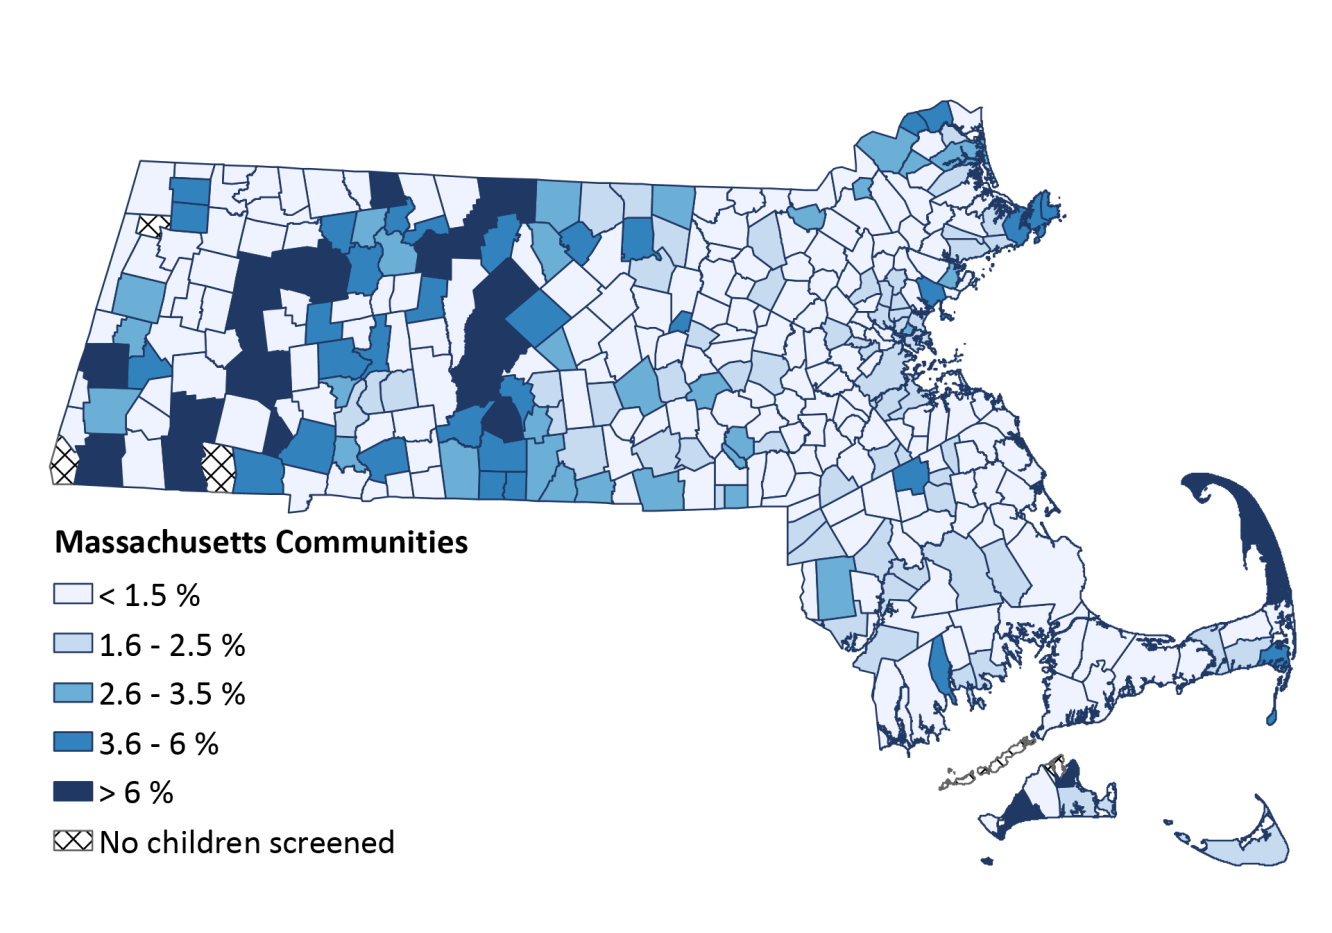 Massachusetts Communities
< 1.5 %
1.6 - 2.5 %
2.6 - 3.5 %
3.6 - 6 %
> 6 %
No children screened